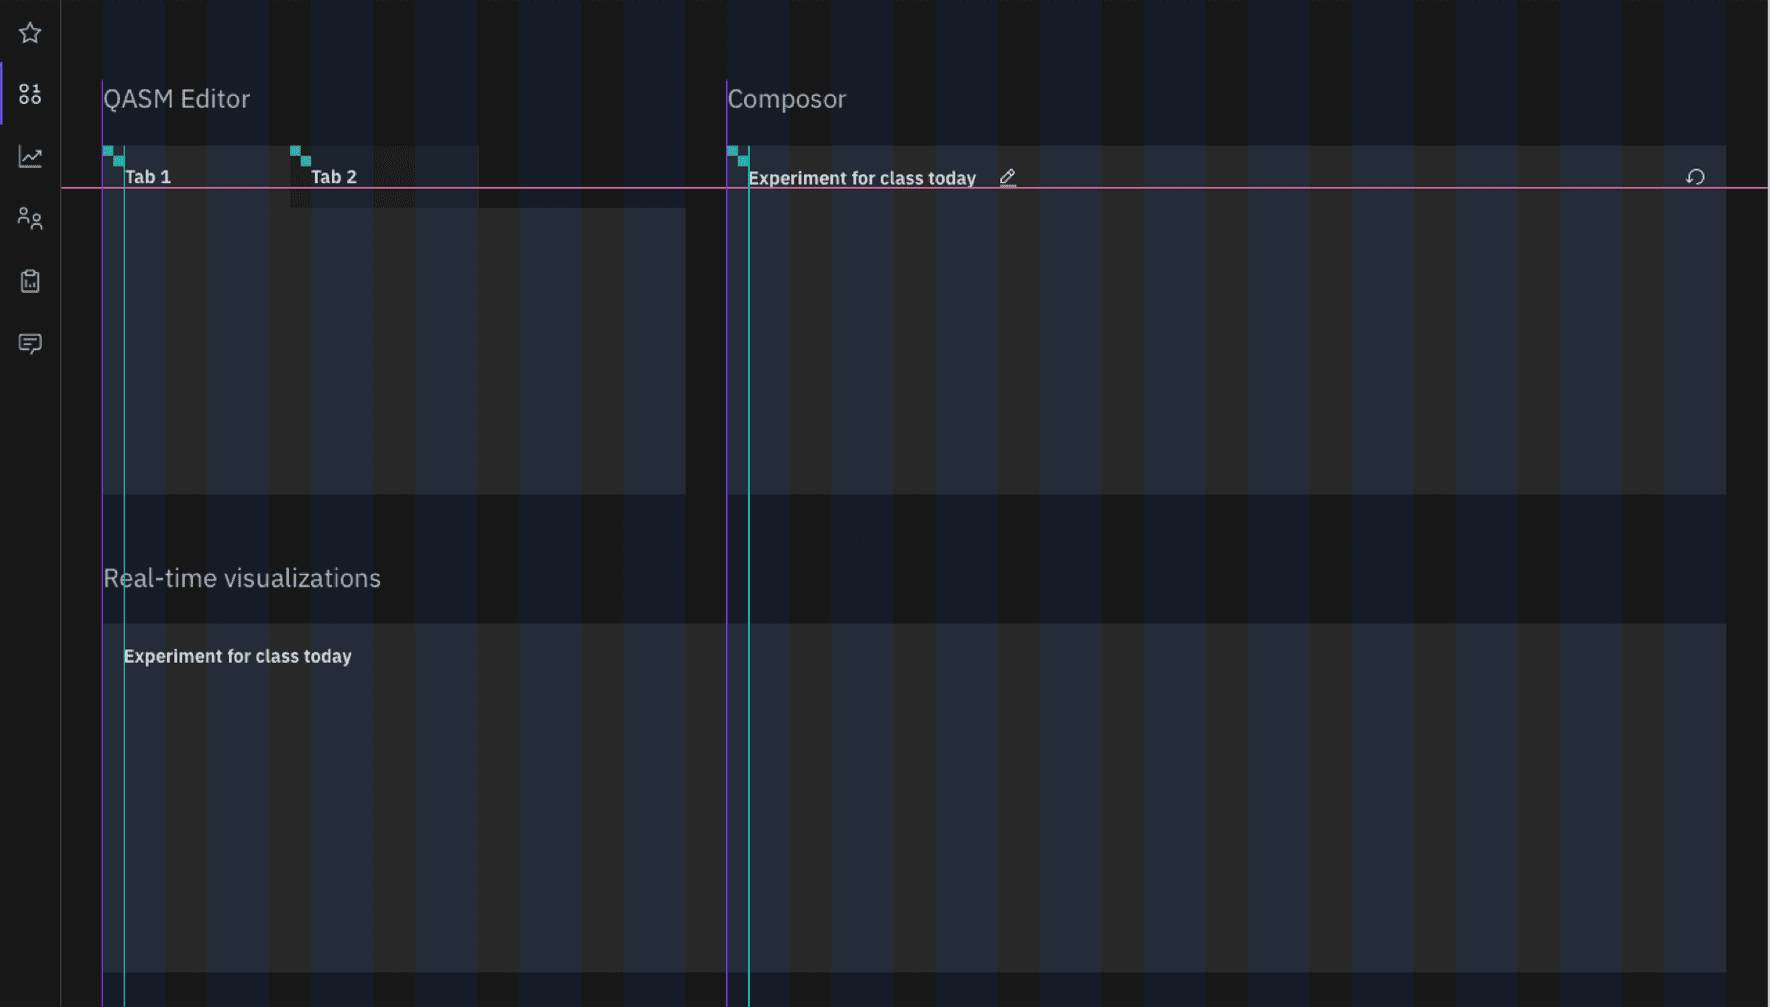 QASM Editor
Composor
Tab 1
Tab 2
Experiment for class today
Real-time visualizations
Experiment for class today